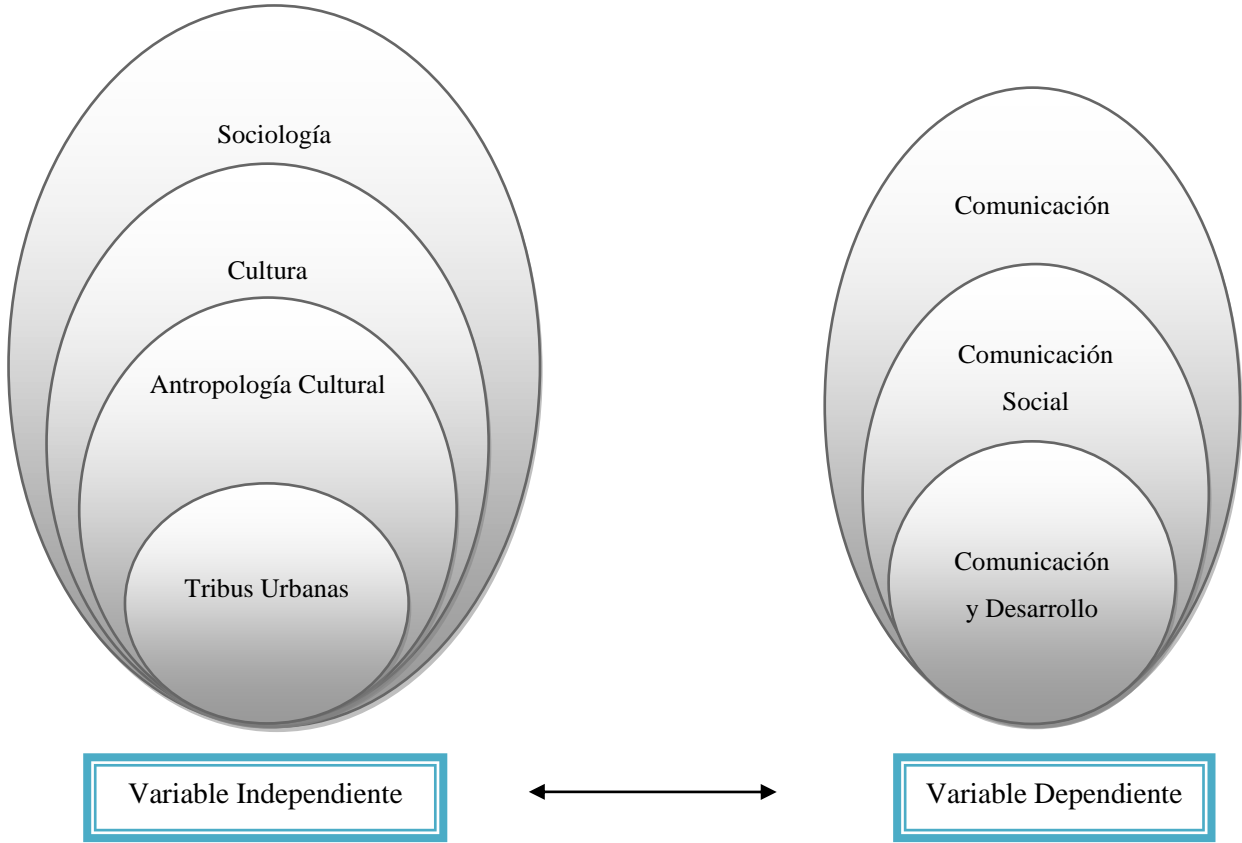 Sociología
Cultura
Antropología Cultural
Tribus Urbanas
Variable Independiente
Comunicación
Comunicación
Social
Comunicación
y Desarrollo
Variable Dependiente